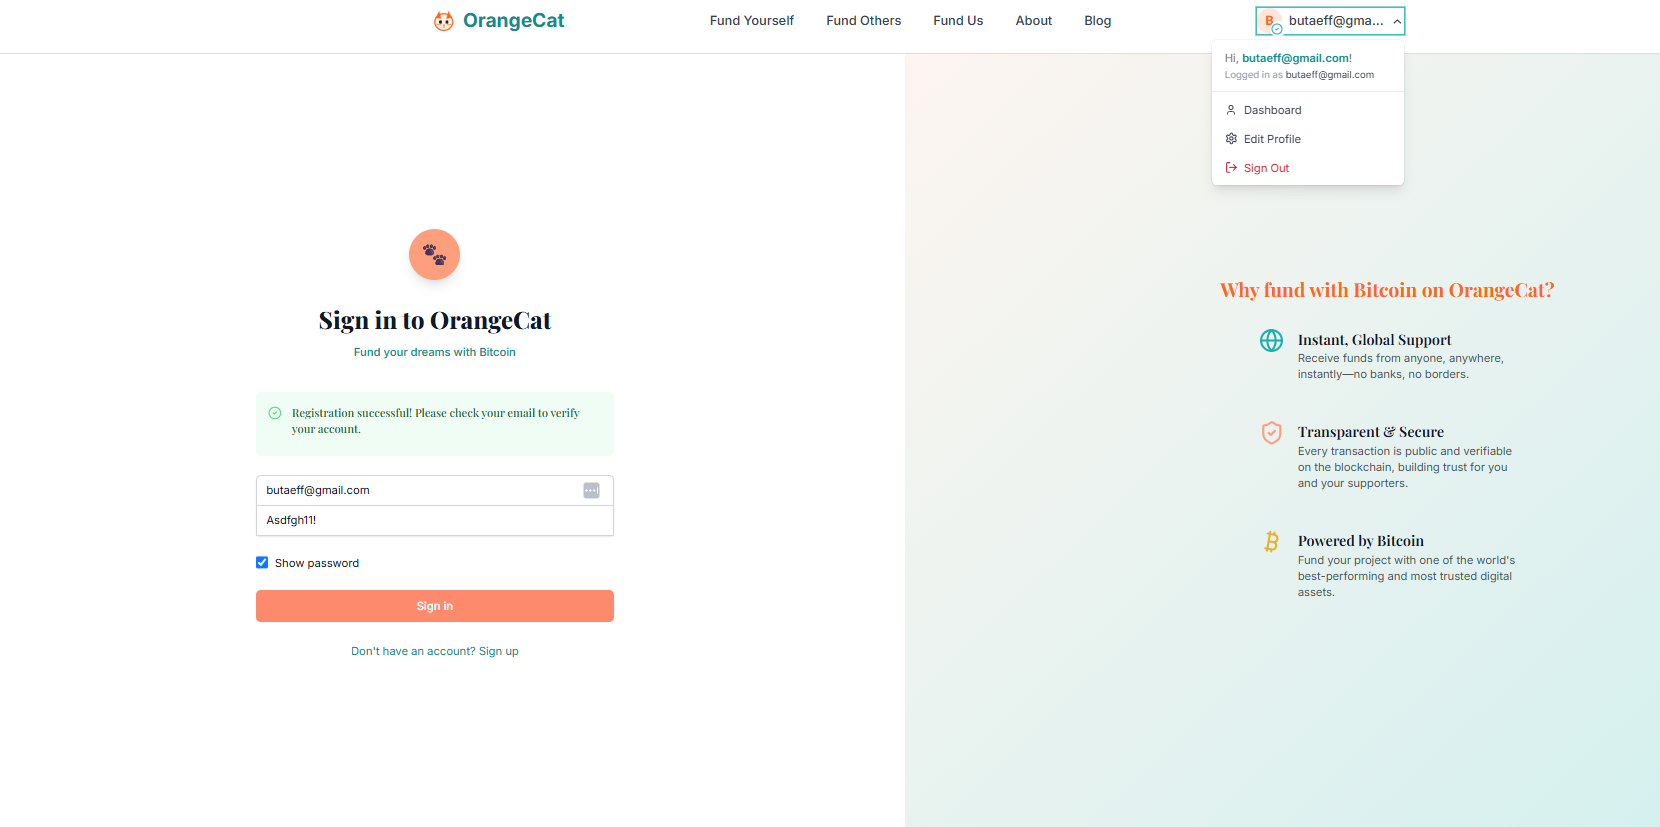 OrangeCat
Fund Yourself
Fund Others
Fund Us
About
Blog
B
butaeff@gma...
Hi, butaeff@gmail.com!
Logged in as butaeff@gmail.com
Dashboard
Edit Profile
Sign Out
Sign in to OrangeCat
Fund your dreams with Bitcoin
Registration successful! Please check your email to verify
your account.
butaeff@gmail.com
Asdfgh11!
Show password
Sign in
Don't have an account? Sign up
Why fund with Bitcoin on OrangeCat?
Instant, Global Support
Receive funds from anyone, anywhere,
instantly—no banks, no borders.
Transparent & Secure
Every transaction is public and verifiable
on the blockchain, building trust for you
and your supporters.
Powered by Bitcoin
Fund your project with one of the world's
best-performing and most trusted digital
assets.